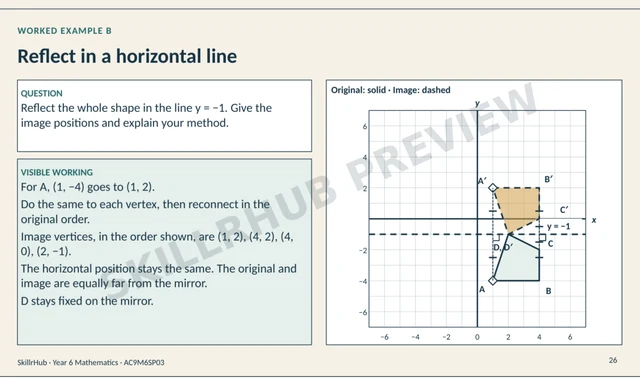 WORKED EXAMPLE B
Reflect in a horizontal line
QUESTION
Reflect the whole shape in the line y = −1. Give the
image positions and explain your method.
VISIBLE WORKING
For A, (1, −4) goes to (1, 2).
Do the same to each vertex, then reconnect in the
original order.
Image vertices, in the order shown, are (1, 2), (4, 2), (4,
0), (2, −1).
The horizontal position stays the same. The original and
image are equally far from the mirror.
D stays fixed on the mirror.
Original: solid · Image: dashed
y
6
4
A′
B′
2
C′
x
y = −1
D, D′
C
−2
−4
A
B
−6
−6 −4 −2 0 2 4 6
SKILLRHUB PREVIEW
SkillrHub · Year 6 Mathematics · AC9M6SP03
26